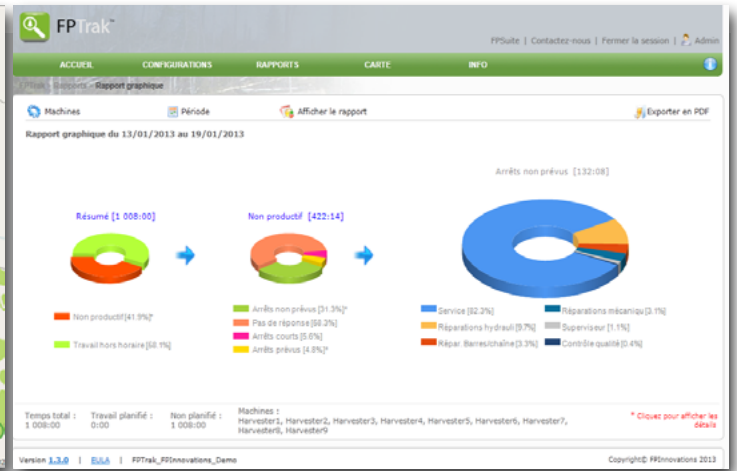 FPTrak™
FPSuite | Contactez-nous | Fermer la session | Admin
ACCUEIL CONFIGURATIONS RAPPORTS CARTE INFO
FPTrak - Rapports - Rapport graphique
Machines Période Afficher le rapport Exporter en PDF
Rapport graphique du 13/01/2013 au 19/01/2013
Arrêts non prévus [132:08]
Résumé [1 008:00] Non productif [422:14]
Non productif[41.9%]*
Travail hors horaire[58.1%]
Arrêts non prévus [31.3%]*
Pas de réponse[58.3%]
Arrêts courts [5.6%]
Arrêts prévus [4.8%]*
Service [82.3%]
Réparations hydrauli[9.7%]
Répar. Barres/chaîne[3.3%]
Réparations mécaniqu[3.1%]
Superviseur [1.1%]
Contrôle qualité[0.4%]
Temps total : Travail planifié : Non planifié : Machines :
1 008:00 0:00 1 008:00 Harvester1, Harvester2, Harvester3, Harvester4, Harvester5, Harvester6, Harvester7,
Harvester8, Harvester9
* Cliquez pour afficher les
détails
Version 1.3.0 | EULA | FPTrak_FPInnovations_Demo Copyright© FPInnovations 2013